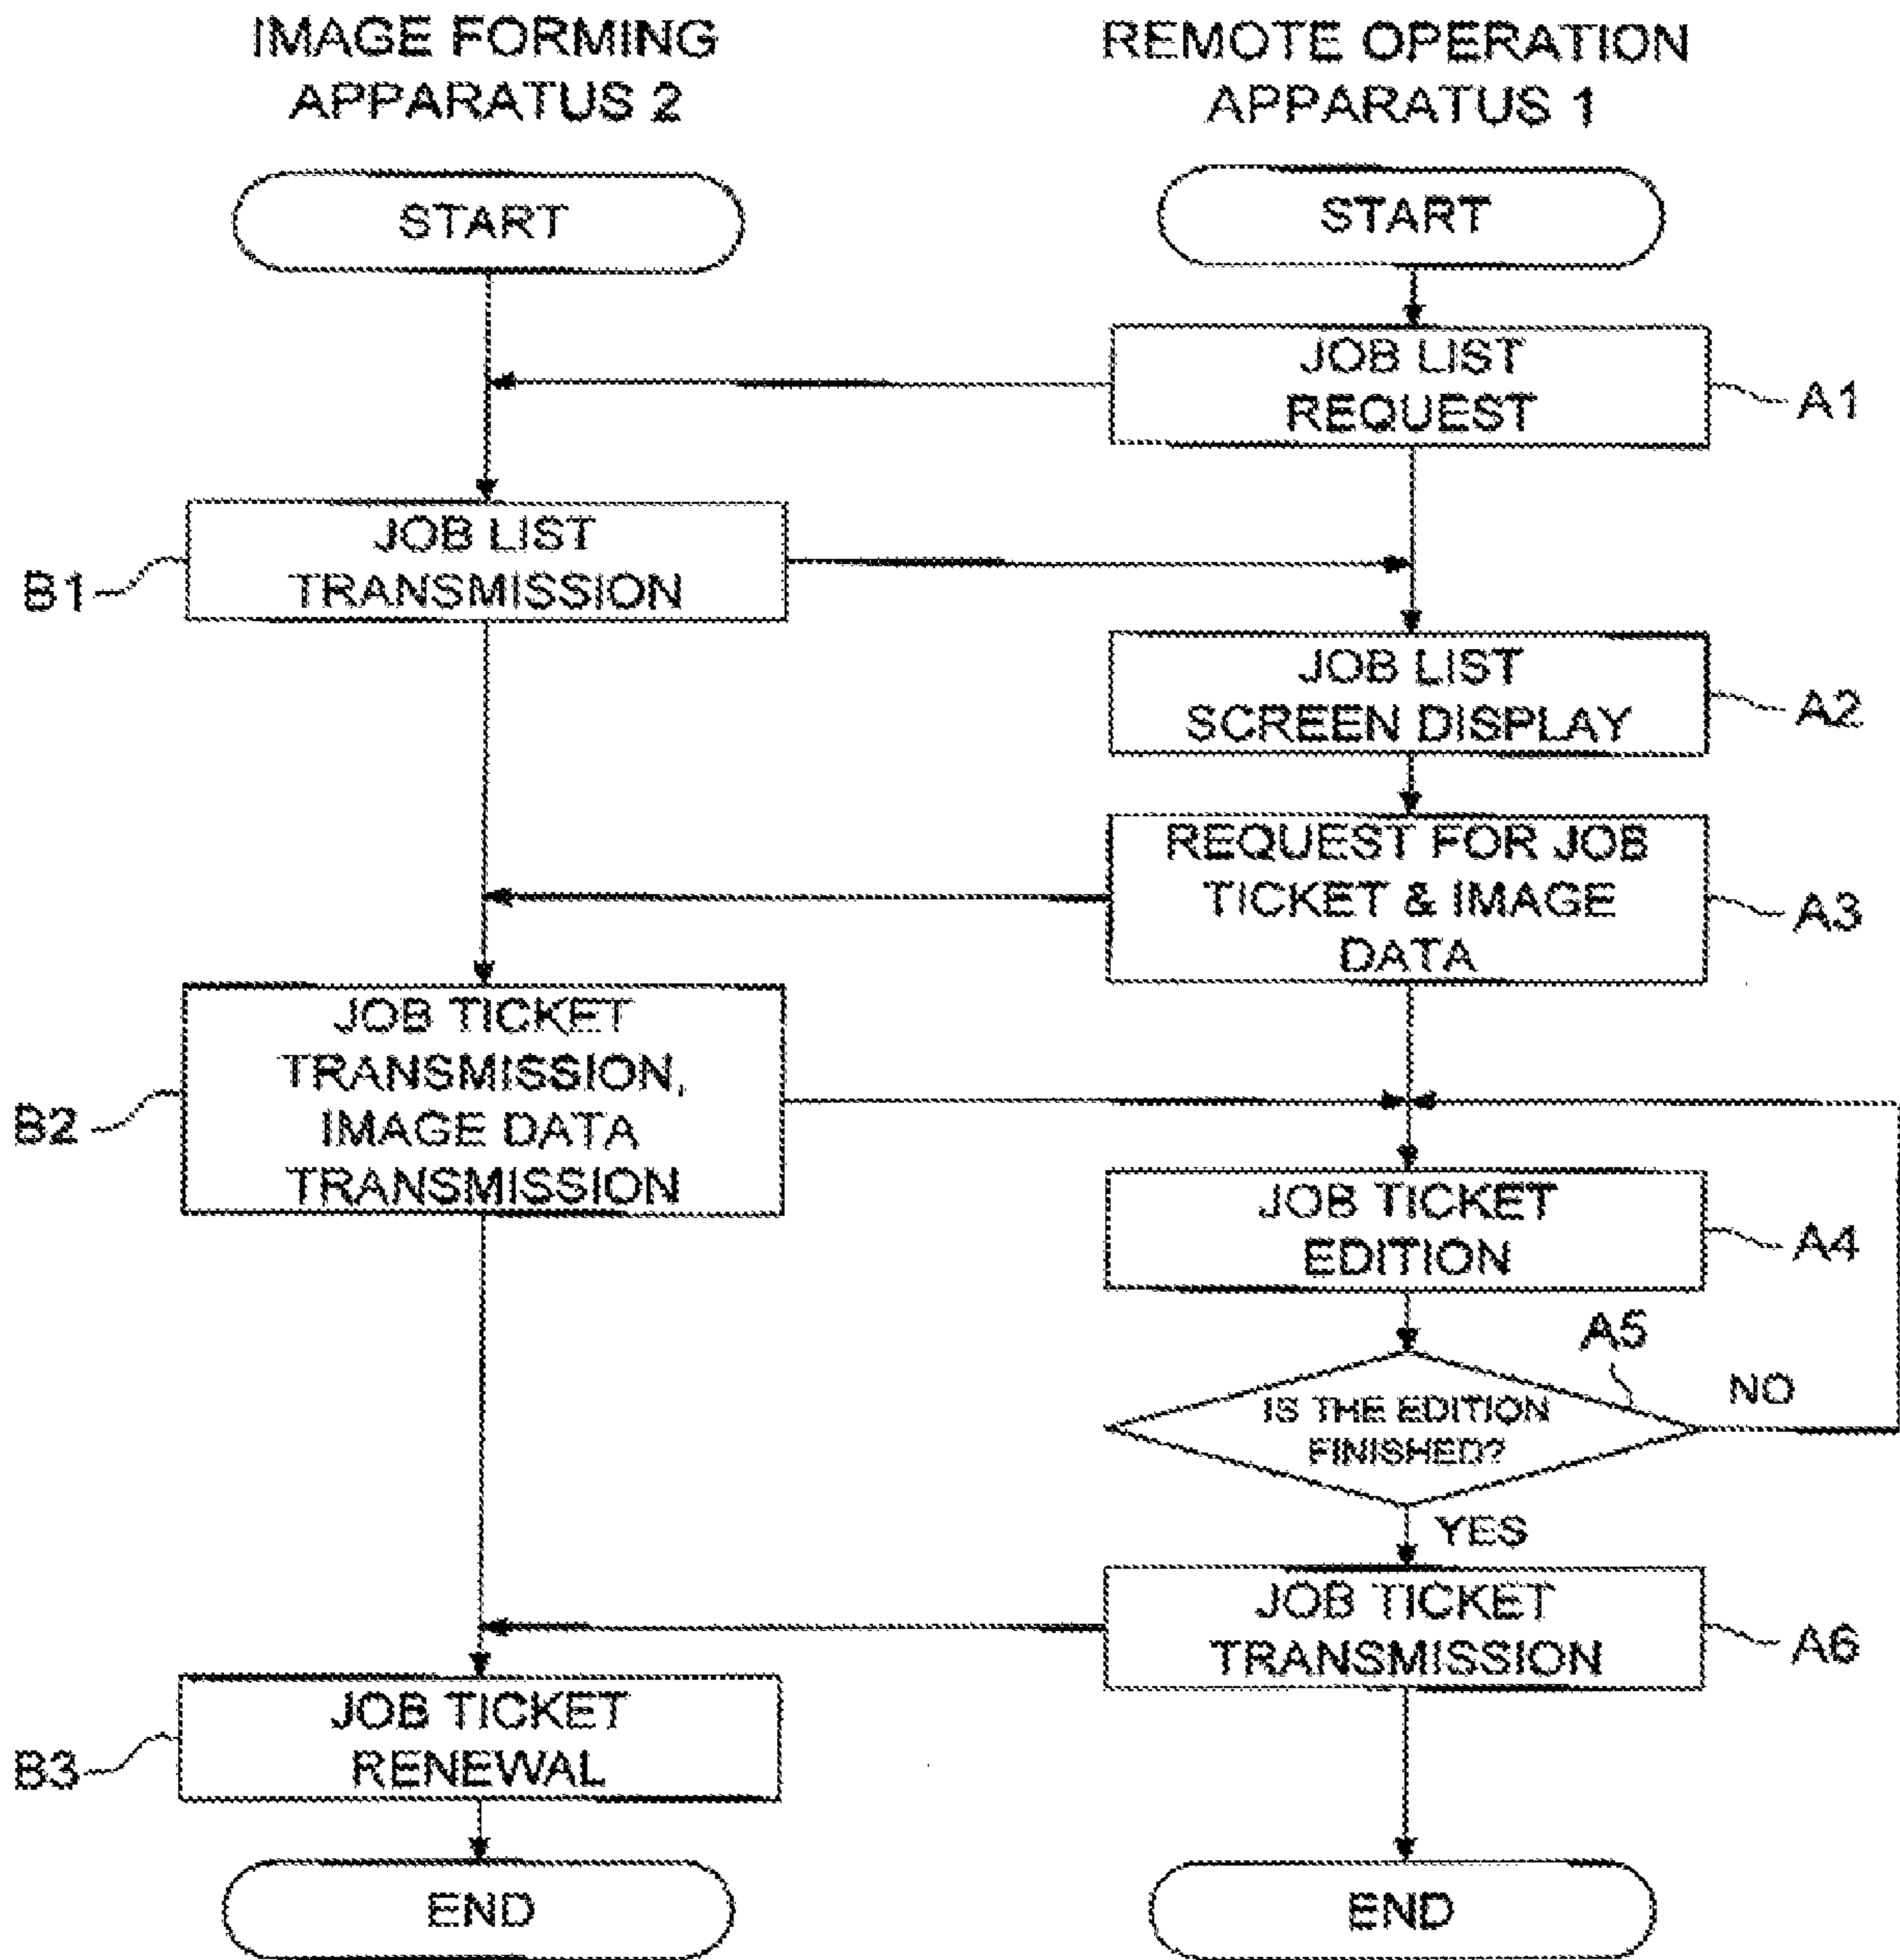 IMAGE FORMING
APPARATUS 2
REMOTE OPERATION
APPARATUS 1
START
START
JOB LIST
REQUEST
A1
JOB LIST
TRANSMISSION
B1
JOB LIST
SCREEN DISPLAY
A2
REQUEST FOR JOB
TICKET & IMAGE
DATA
A3
JOB TICKET
TRANSMISSION,
IMAGE DATA
TRANSMISSION
B2
JOB TICKET
EDITION
A4
A5
IS THE EDITION
FINISHED?
NO
YES
JOB TICKET
TRANSMISSION
A6
JOB TICKET
RENEWAL
B3
END
END